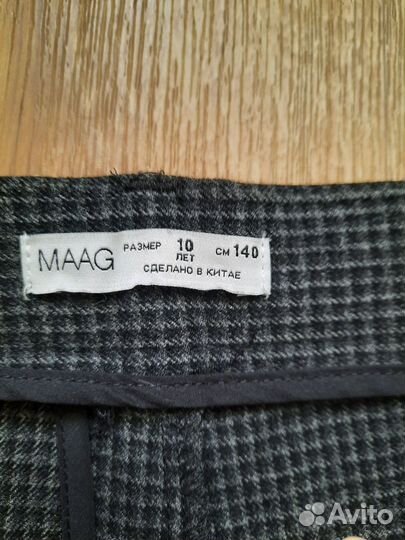 MAAG
РАЗМЕР 10 ЛЕТ СМ 140
СДЕЛАНО В КИТАЕ
Avito